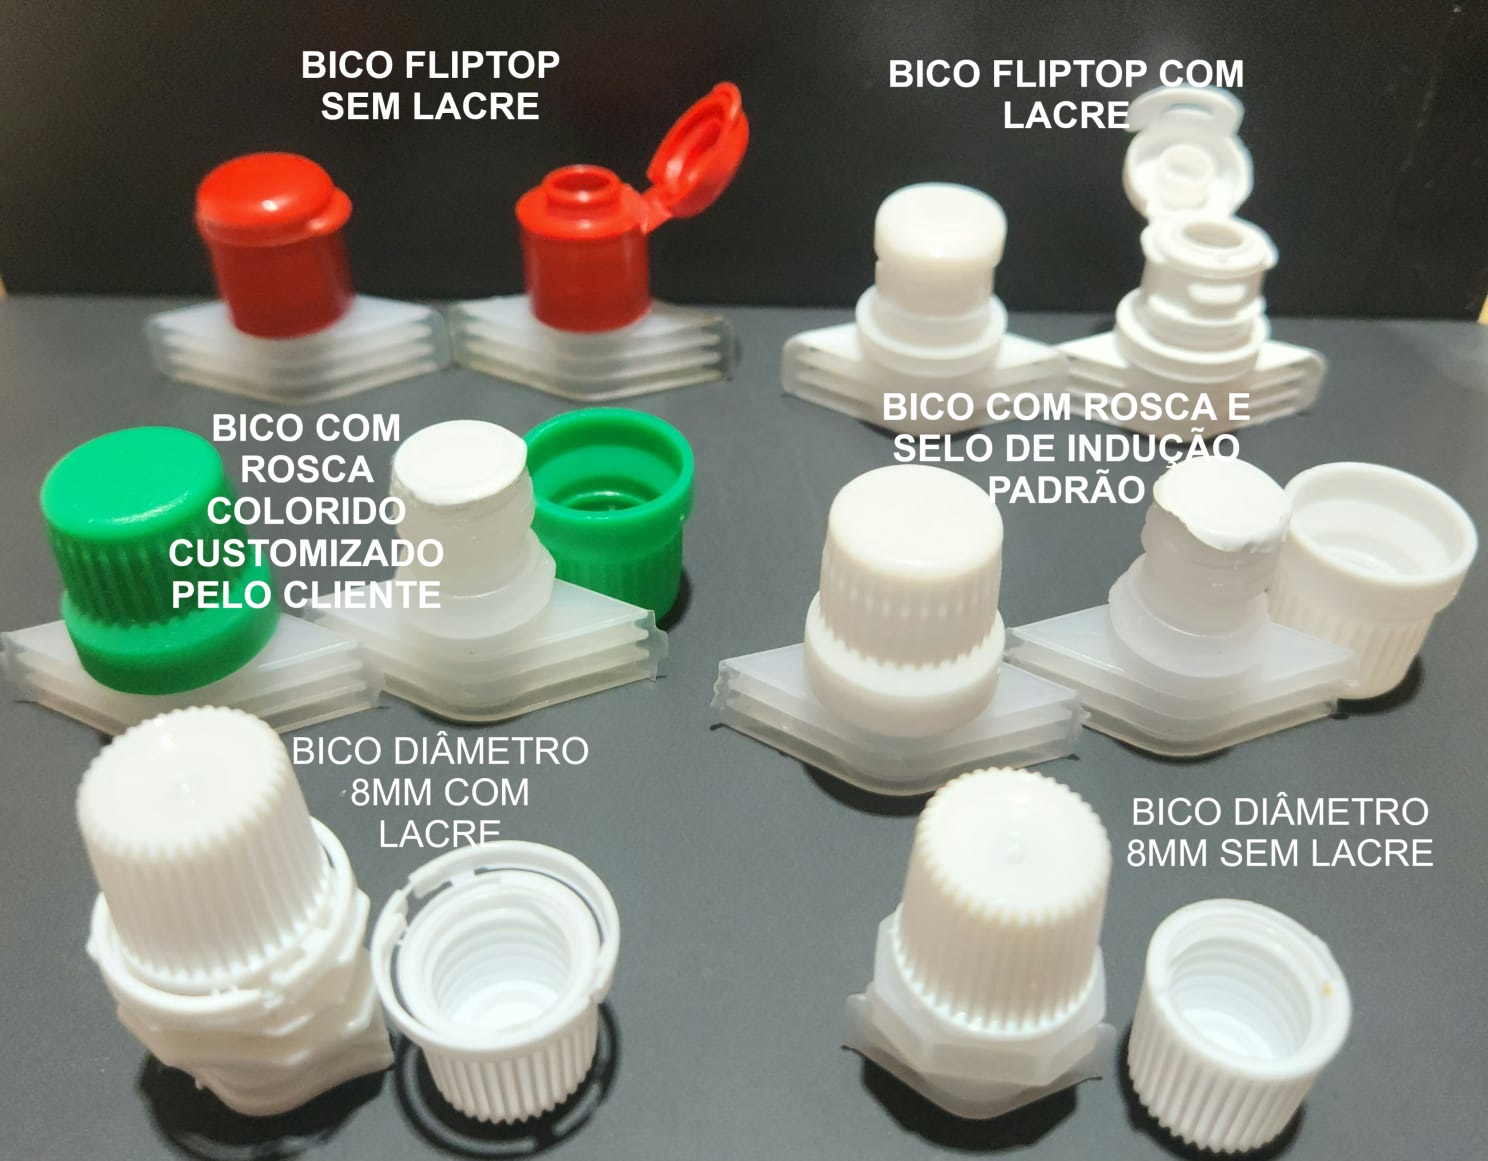 BICO FLIPTOP
SEM LACRE
BICO FLIPTOP COM
LACRE
BICO COM
ROSCA
COLORIDO
CUSTOMIZADO
PELO CLIENTE
BICO COM ROSCA E
SELO DE INDUÇÃO
PADRÃO
BICO DIÂMETRO
8MM COM
LACRE
BICO DIÂMETRO
8MM SEM LACRE